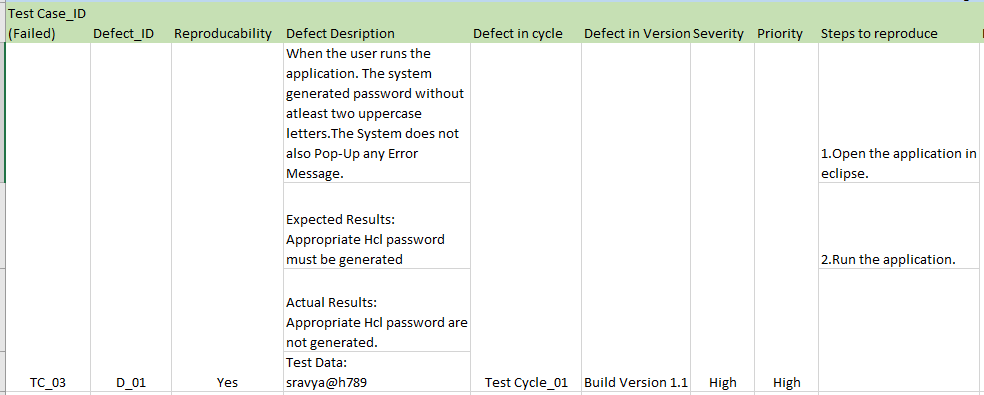 Test Case_ID
(Failed) Defect_ID Reproducability Defect Desription Defect in cycle Defect in Version Severity Priority Steps to reproduce
When the user runs the
application. The system
generated password without
atleast two uppercase
letters.The System does not
also Pop-Up any Error
Message.
1.Open the application in
eclipse.
Expected Results:
Appropriate Hcl password
must be generated
2.Run the application.
Actual Results:
Appropriate Hcl password are
not generated.
Test Data:
TC_03 D_01 Yes sravya@h789 Test Cycle_01 Build Version 1.1 High High